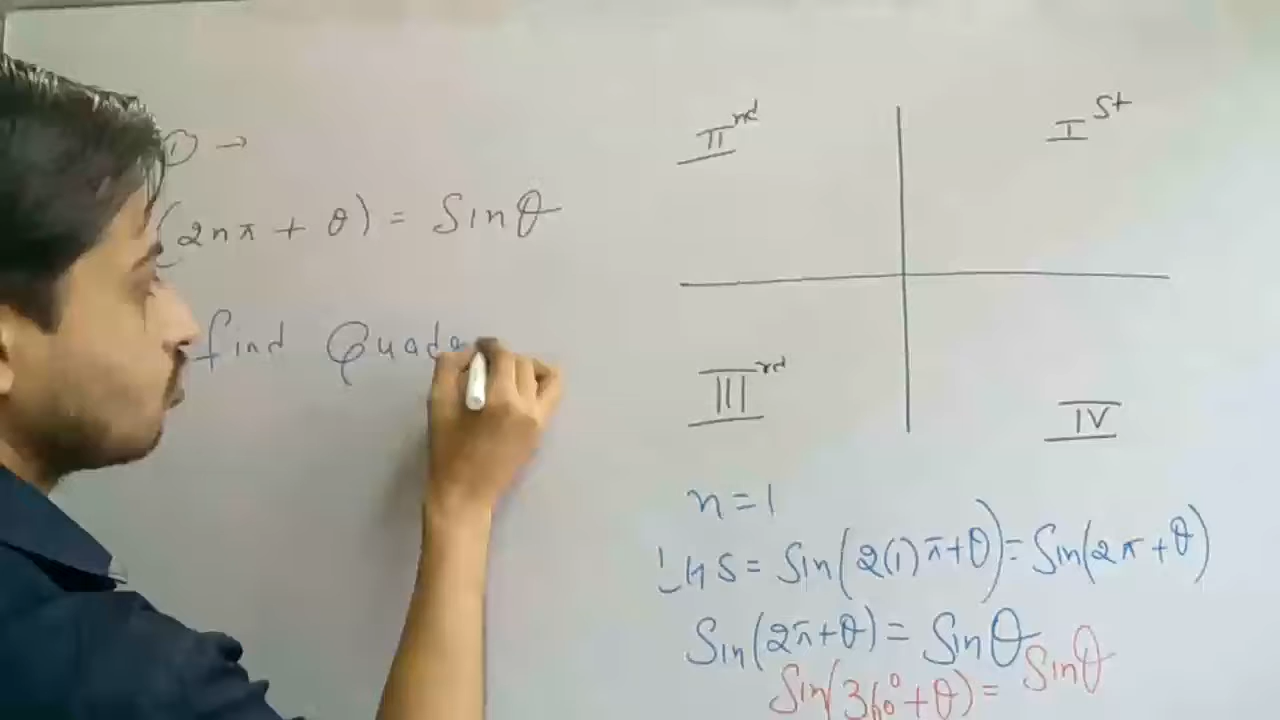 ① →
(2nπ + θ) = Sinθ
find Quada
II nd
I St
III rd
IV
n=1
LHS = Sin(2(1)π+θ) = Sin(2π+θ)
Sin(2π+θ) = Sinθ
Sin(360°+θ) = Sinθ